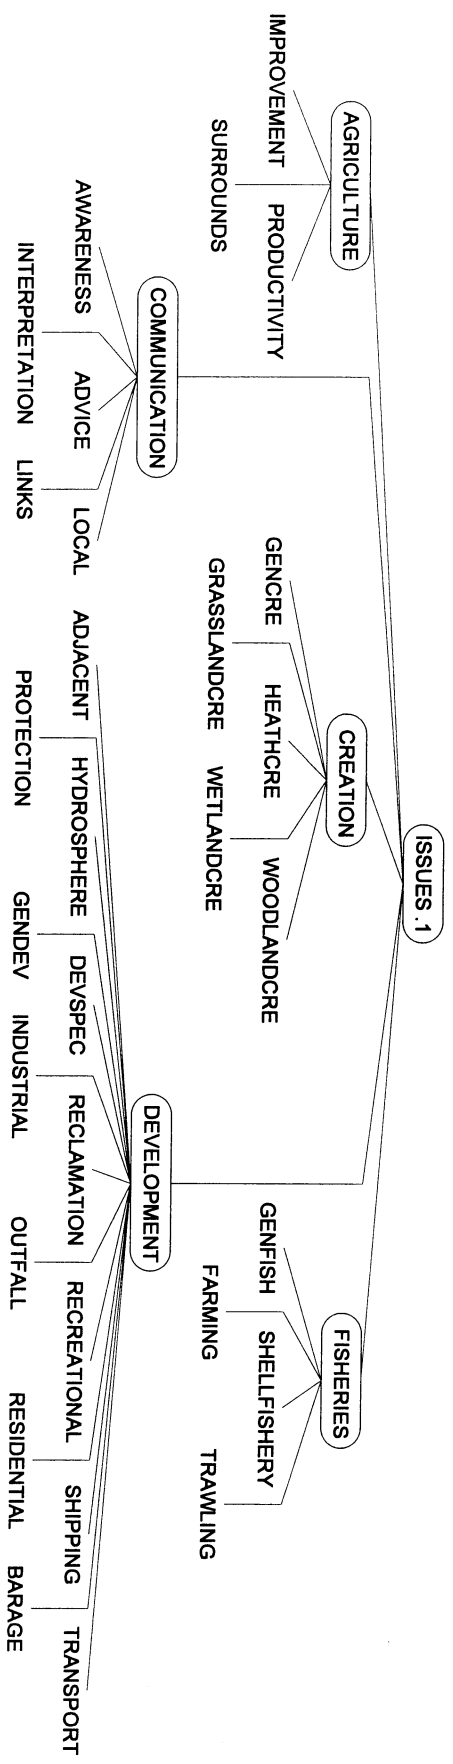 ISSUES .1
AGRICULTURE
IMPROVEMENT
SURROUNDS
PRODUCTIVITY
COMMUNICATION
AWARENESS
INTERPRETATION
ADVICE
LINKS
LOCAL
CREATION
GENCRE
GRASSLANDCRE
HEATHCRE
WETLANDCRE
WOODLANDCRE
DEVELOPMENT
ADJACENT
PROTECTION
HYDROSPHERE
GENDEV
DEVSPEC
INDUSTRIAL
RECLAMATION
OUTFALL
RECREATIONAL
RESIDENTIAL
SHIPPING
BARAGE
TRANSPORT
FISHERIES
GENFISH
FARMING
SHELLFISHERY
TRAWLING